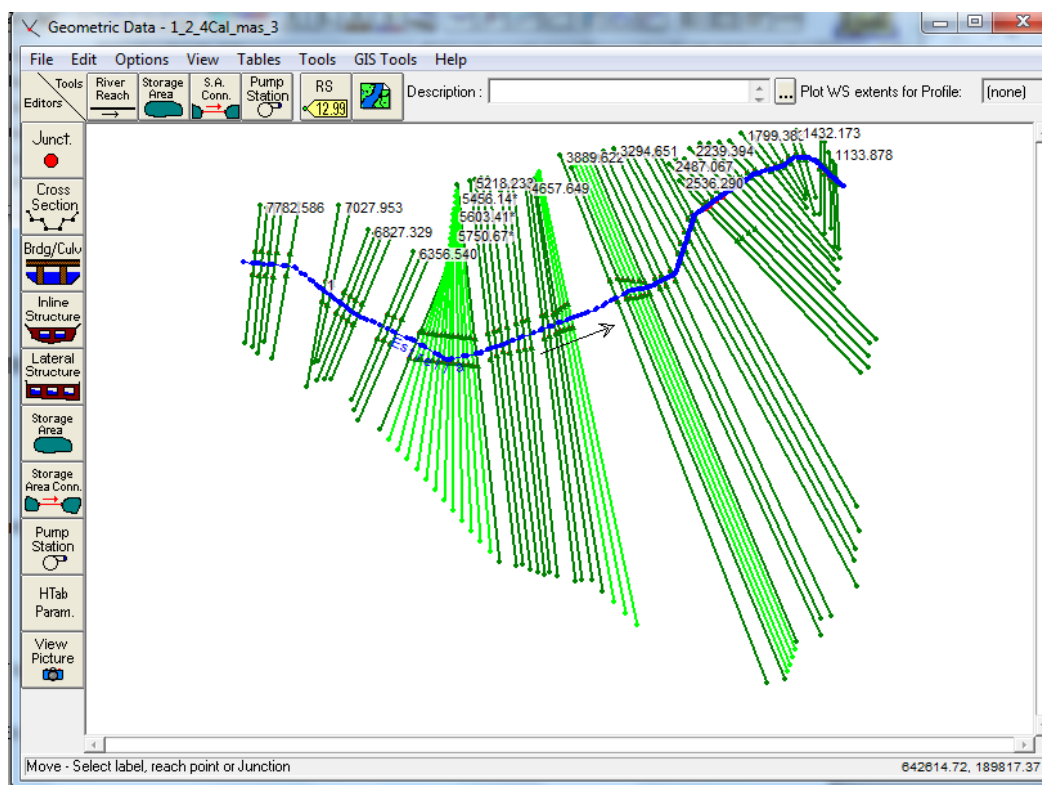 Geometric Data - 1_2_4Cal_mas_3
File Edit Options View Tables Tools GIS Tools Help
Tools
Editors
River
Reach
Storage
Area
S.A.
Conn.
Pump
Station
RS
12.99
Description :
...
Plot WS extents for Profile:
(none)
Junct.
Cross
Section
Brdg/Culv
Inline
Structure
Lateral
Structure
Storage
Area
Storage
Area Conn.
Pump
Station
HTab
Param.
View
Picture
7782.586
7027.953
6827.329
6356.540
5218.233
5456.14*
5603.41*
5750.67*
4657.649
3889.622
3294.651
2239.394
2487.067
2536.290
1432.173
1133.878
1
Move - Select label, reach point or Junction
642614.72, 189817.37